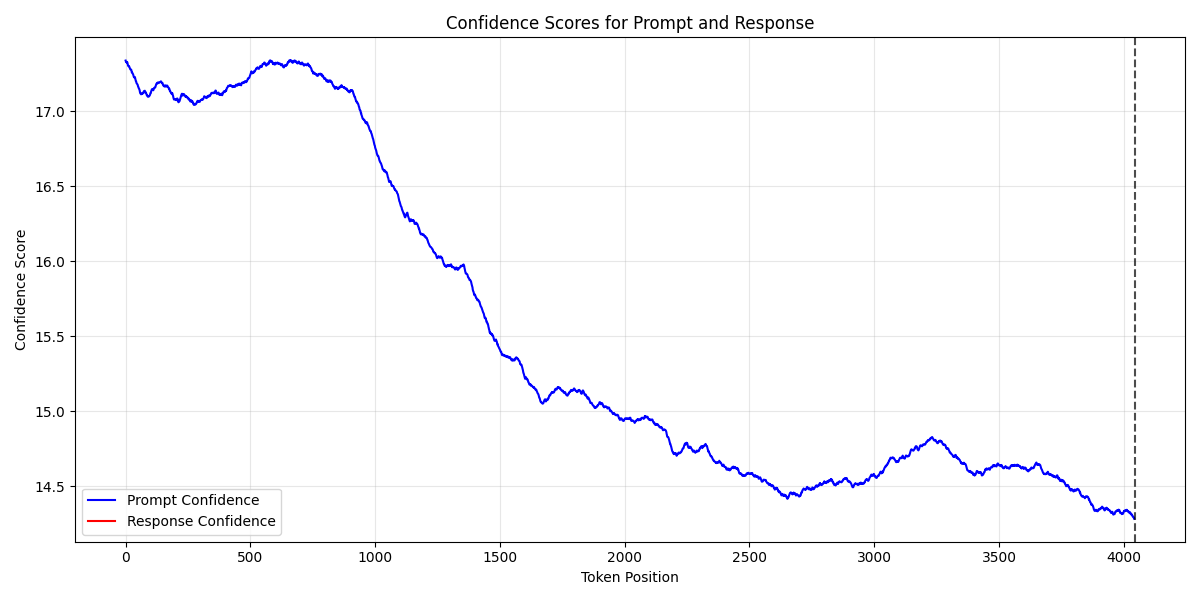 Confidence Scores for Prompt and Response
Confidence Score
17.0
16.5
16.0
15.5
15.0
14.5
Prompt Confidence
Response Confidence
0 500 1000 1500 2000 2500 3000 3500 4000
Token Position